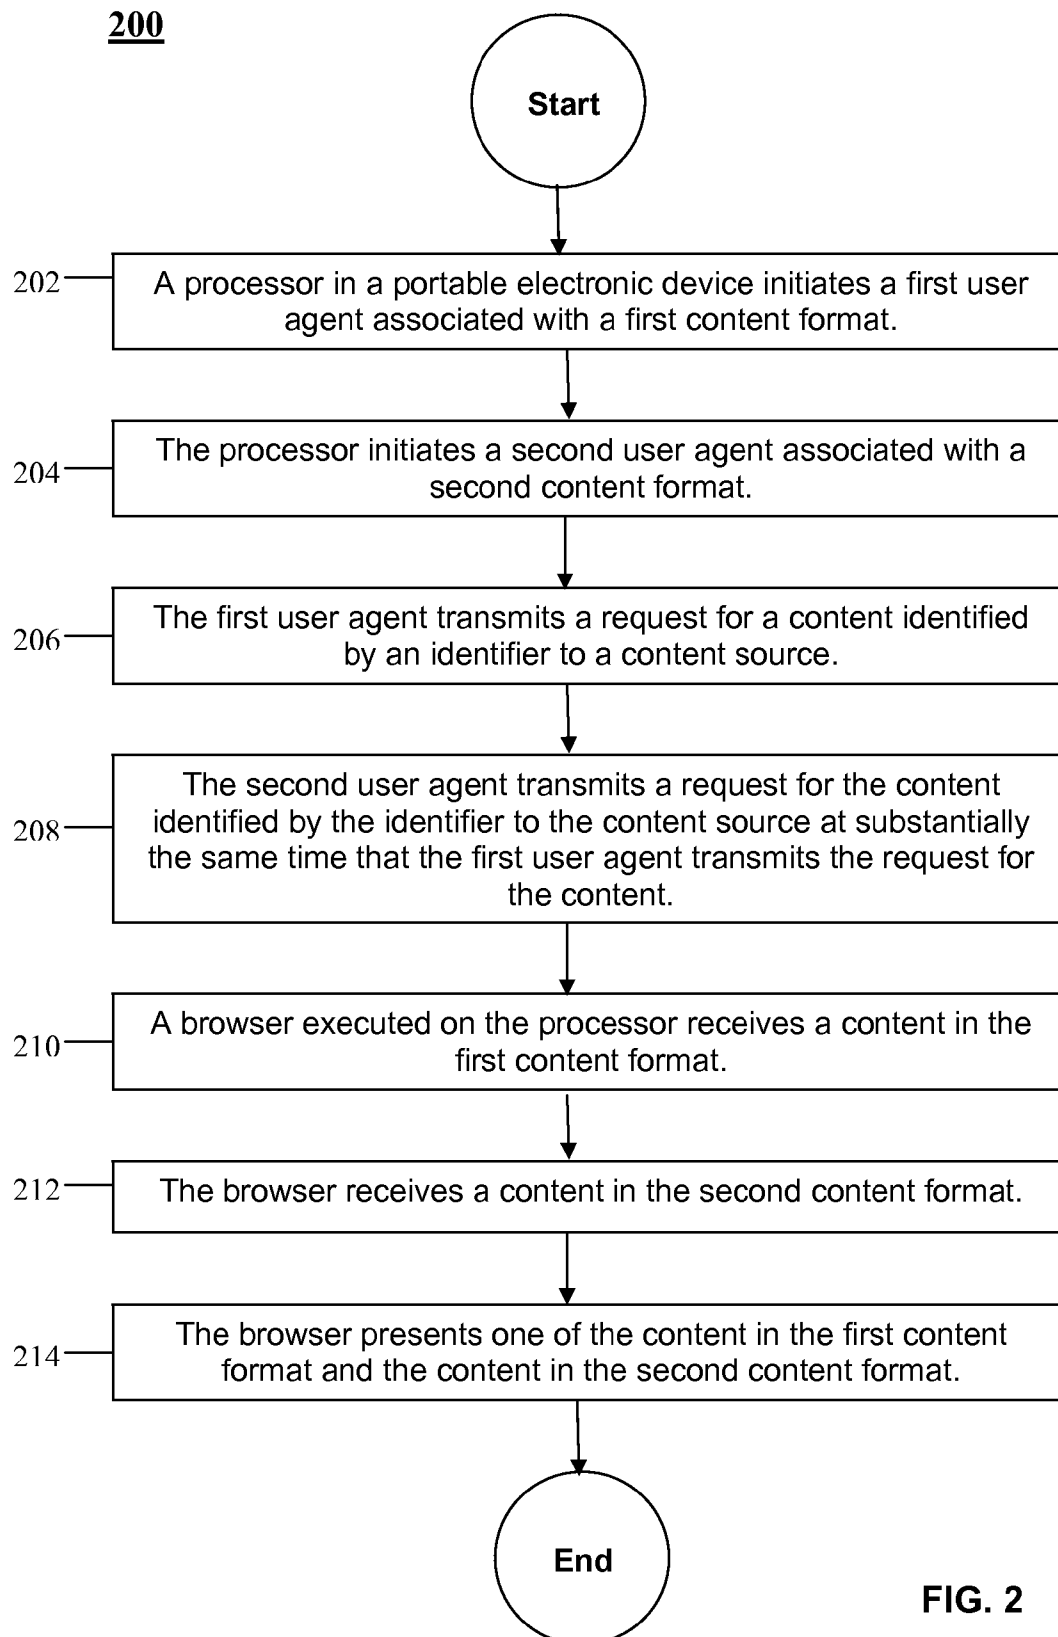 200
Start
202
A processor in a portable electronic device initiates a first user
agent associated with a first content format.
204
The processor initiates a second user agent associated with a
second content format.
206
The first user agent transmits a request for a content identified
by an identifier to a content source.
208
The second user agent transmits a request for the content
identified by the identifier to the content source at substantially
the same time that the first user agent transmits the request for
the content.
210
A browser executed on the processor receives a content in the
first content format.
212
The browser receives a content in the second content format.
214
The browser presents one of the content in the first content
format and the content in the second content format.
End
FIG. 2